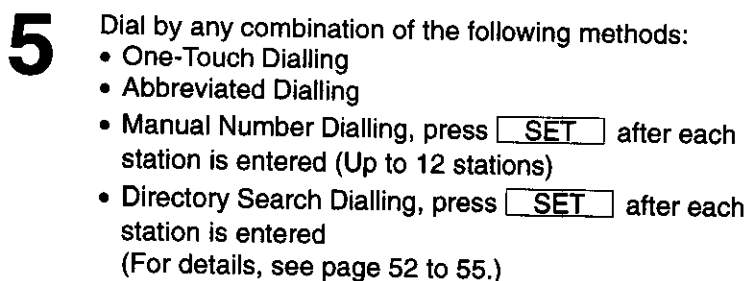 5 Dial by any combination of the following methods:
• One-Touch Dialling
• Abbreviated Dialling
• Manual Number Dialling, press SET after each
station is entered (Up to 12 stations)
• Directory Search Dialling, press SET after each
station is entered
(For details, see page 52 to 55.)